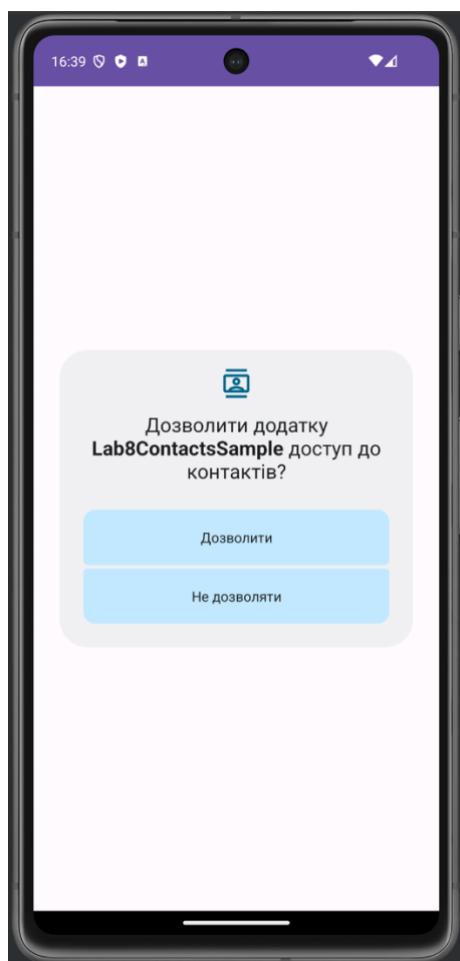 16:39
Дозволити додатку
Lab8ContactsSample доступ до
контактів?
Дозволити
Не дозволяти